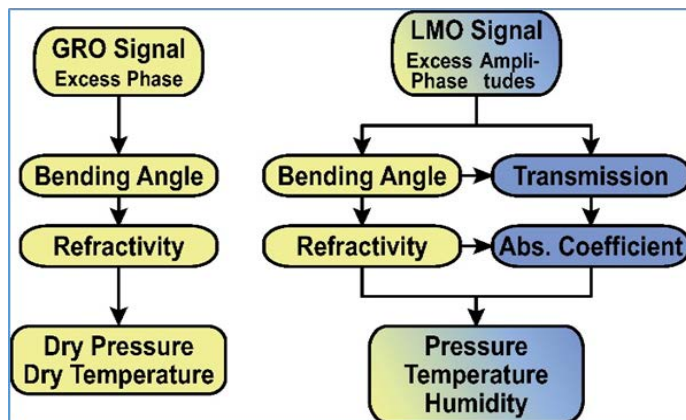 GRO Signal
Excess Phase
Bending Angle
Refractivity
Dry Pressure
Dry Temperature
LMO Signal
Excess Ampli-
Phase tudes
Bending Angle
Transmission
Refractivity
Abs. Coefficient
Pressure
Temperature
Humidity